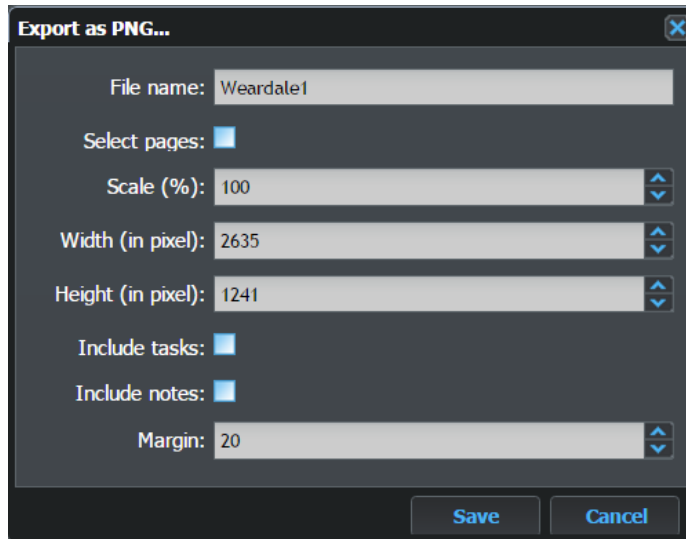 Export as PNG...
File name: Weardale1
Select pages:
Scale (%): 100
Width (in pixel): 2635
Height (in pixel): 1241
Include tasks:
Include notes:
Margin: 20
Save Cancel